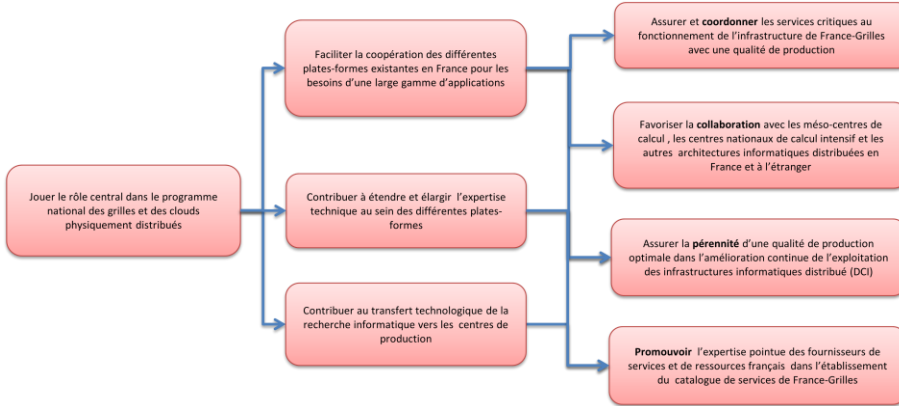 Jouer le rôle central dans le programme
national des grilles et des clouds
physiquement distribués
Faciliter la coopération des différentes
plates-formes existantes en France pour les
besoins d'une large gamme d'applications
Contribuer à étendre et élargir l'expertise
technique au sein des différentes plates-
formes
Contribuer au transfert technologique de la
recherche informatique vers les centres de
production
Assurer et coordonner les services critiques au
fonctionnement de l'infrastructure de France-Grilles
avec une qualité de production
Favoriser la collaboration avec les méso-centres de
calcul , les centres nationaux de calcul intensif et les
autres architectures informatiques distribuées en
France et à l'étranger
Assurer la pérennité d'une qualité de production
optimale dans l'amélioration continue de l'exploitation
des infrastructures informatiques distribué (DCI)
Promouvoir l'expertise pointue des fournisseurs de
services et de ressources français dans l'établissement
du catalogue de services de France-Grilles